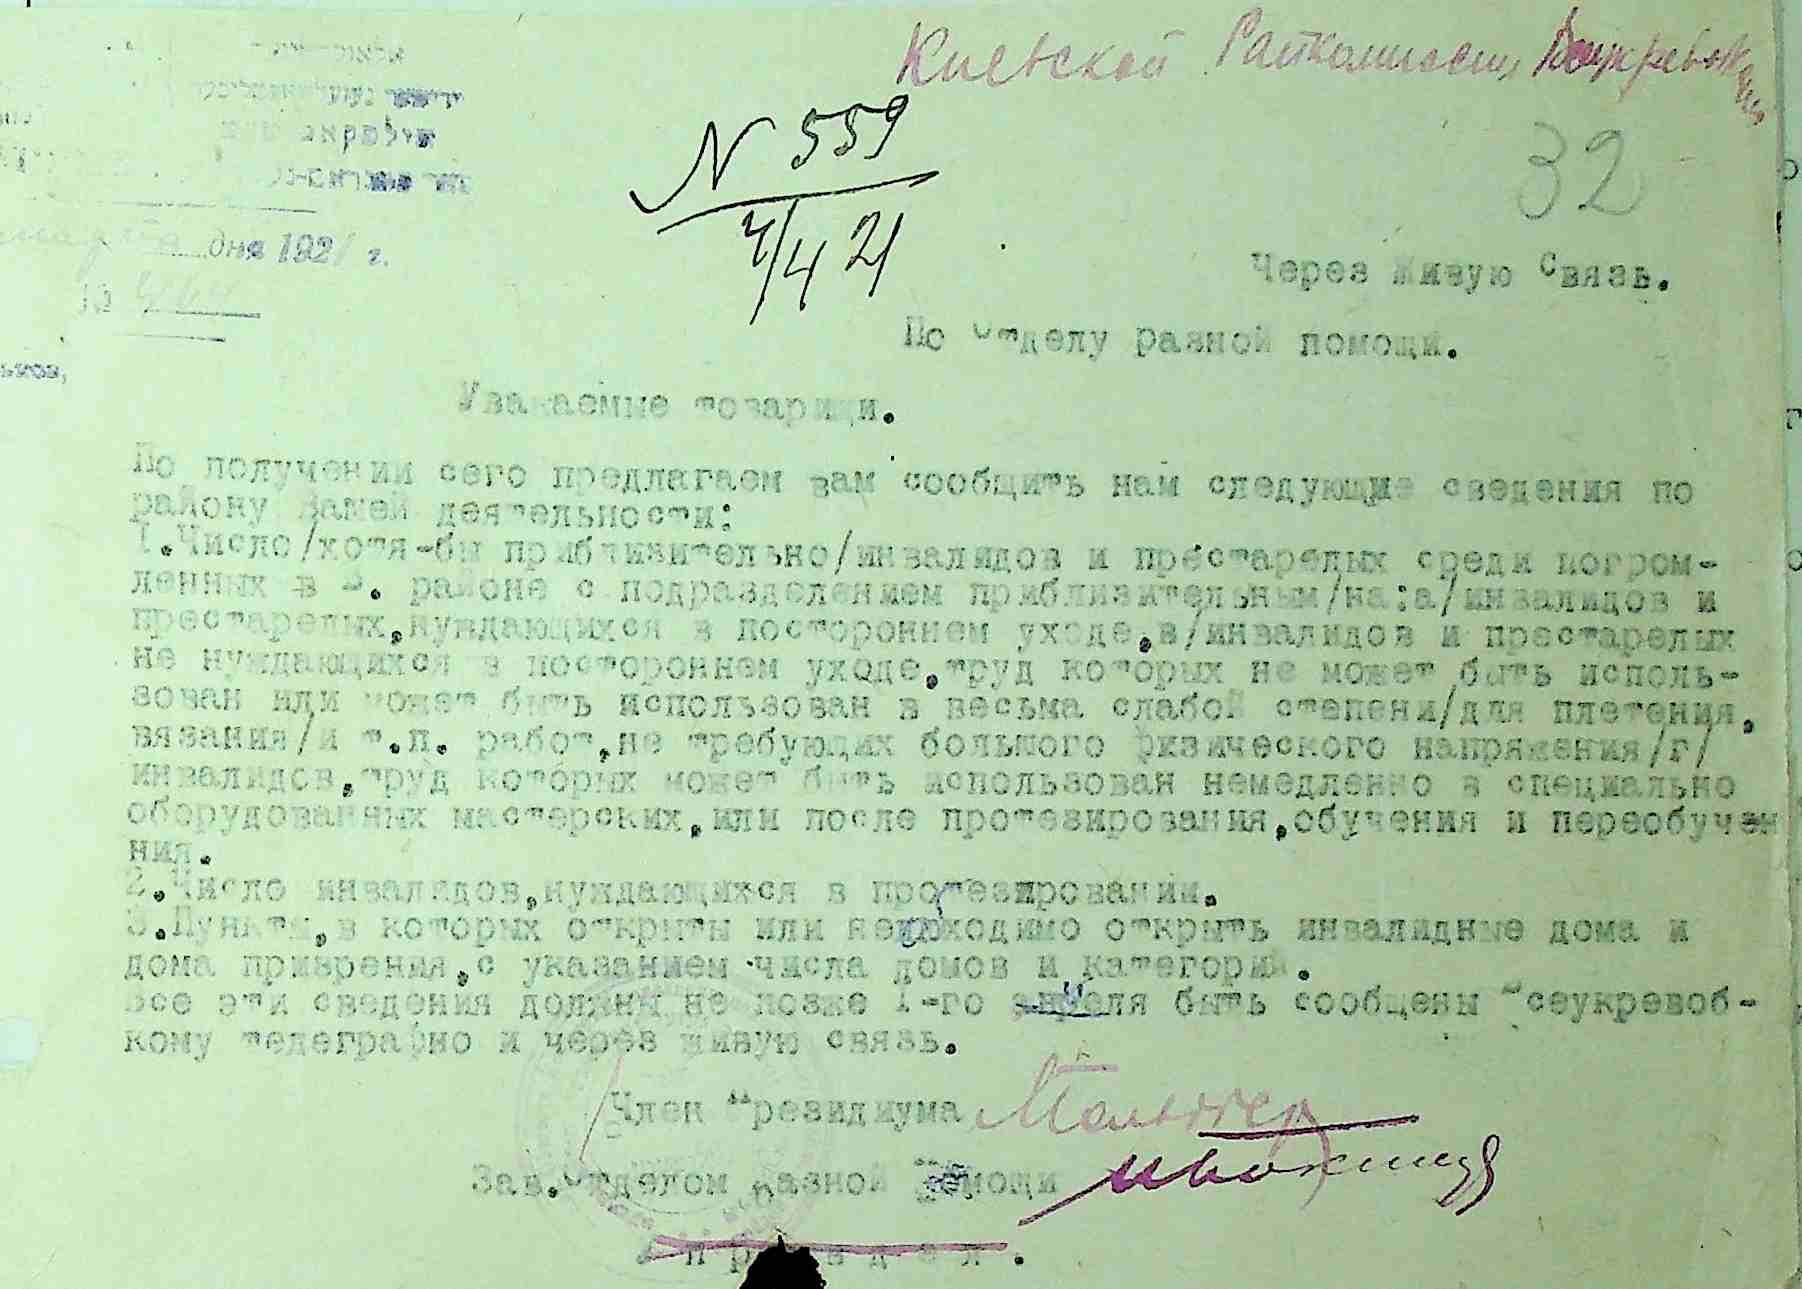 Киевской Райкомиссии Всеукревобкома
N 559
4/4 21
32
дня 1921 г.
№
Через Живую Связь.
По Отделу разной помощи.
ьков,
Уважаемые товарищи.
По получении сего предлагаем вам сообщить нам следующие сведения по
району Вашей деятельности:
1.Число/хотя-бы приблизительно/инвалидов и престарелых среди погром-
ленных в В. районе с подразделением приблизительным/на:а/инвалидов и
престарелых,нуждающихся в постороннем уходе,в/инвалидов и престарелых
не нуждающихся в постороннем уходе,труд которых не может быть исполь-
зован или может быть использован в весьма слабой степени/для плетения,
вязания/и т.п. работ,не требующих большого физического напряжения/г/
инвалидов,труд которых может быть использован немедленно в специально
оборудованных мастерских,или после протезирования,обучения и переобучен
ния.
2.Число инвалидов,нуждающихся в протезировании.
3.Пункты,в которых открыты или необходимо открыть инвалидные дома и
дома призрения,с указанием числа домов и категорий.
Все эти сведения должны не позже 1-го апреля быть сообщены Всеукревоб-
кому телеграфно и через живую связь.
Член Президиума
Зав.Отделом Разной Помощи